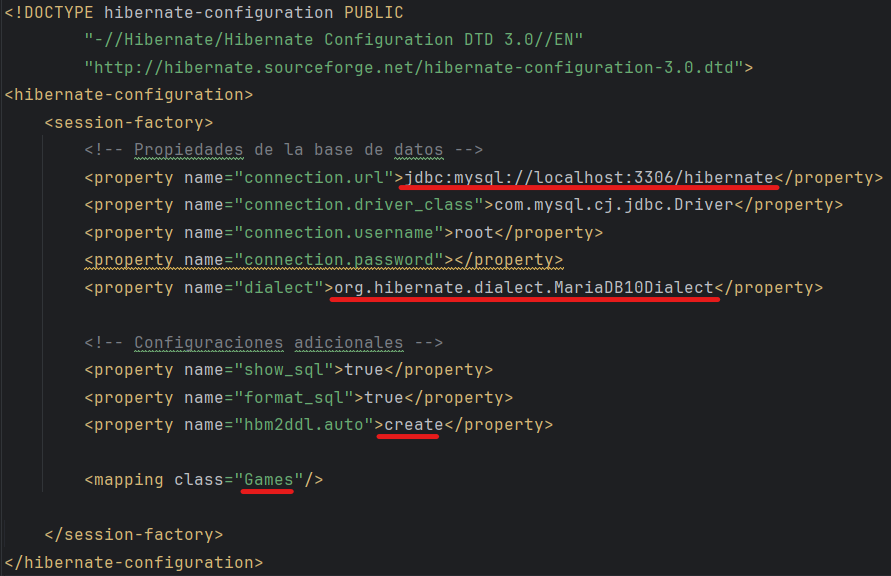 <!DOCTYPE hibernate-configuration PUBLIC
"-//Hibernate/Hibernate Configuration DTD 3.0//EN"
"http://hibernate.sourceforge.net/hibernate-configuration-3.0.dtd">
<hibernate-configuration>
<session-factory>
<!-- Propiedades de la base de datos -->
<property name="connection.url">jdbc:mysql://localhost:3306/hibernate</property>
<property name="connection.driver_class">com.mysql.cj.jdbc.Driver</property>
<property name="connection.username">root</property>
<property name="connection.password"></property>
<property name="dialect">org.hibernate.dialect.MariaDB10Dialect</property>
<!-- Configuraciones adicionales -->
<property name="show_sql">true</property>
<property name="format_sql">true</property>
<property name="hbm2ddl.auto">create</property>
<mapping class="Games"/>
</session-factory>
</hibernate-configuration>